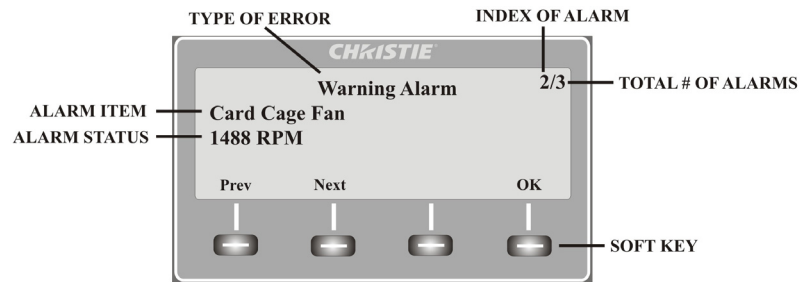 TYPE OF ERROR
INDEX OF ALARM
CHRISTIE
Warning Alarm
2/3
TOTAL # OF ALARMS
ALARM ITEM
Card Cage Fan
ALARM STATUS
1488 RPM
Prev Next OK
SOFT KEY